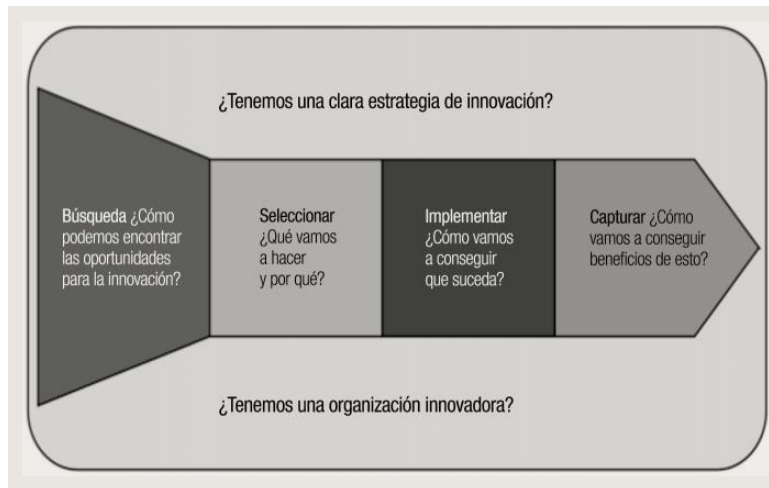 ¿Tenemos una clara estrategia de innovación?
Búsqueda ¿Cómo
podemos encontrar
las oportunidades
para la innovación?
Seleccionar
¿Qué vamos
a hacer
y por qué?
Implementar
¿Cómo vamos
a conseguir
que suceda?
Capturar ¿Cómo
vamos a conseguir
beneficios de esto?
¿Tenemos una organización innovadora?